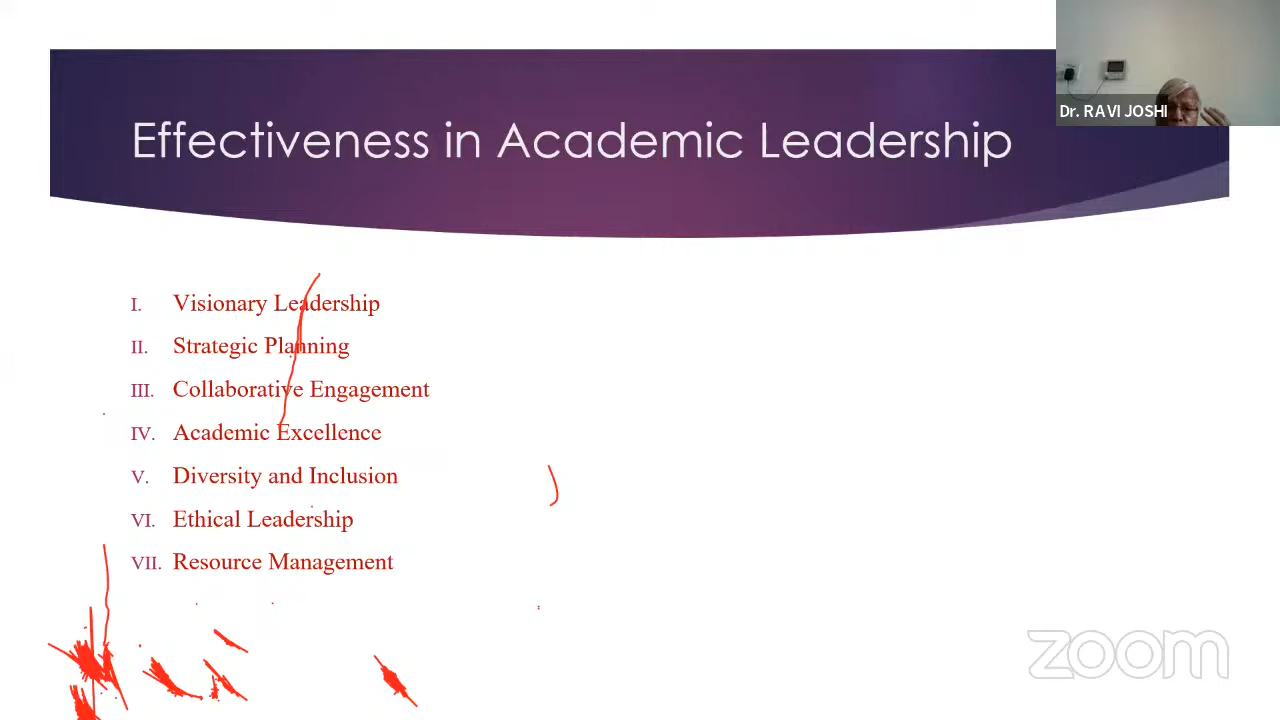 Dr. RAVI JOSHI
Effectiveness in Academic Leadership
I. Visionary Leadership
II. Strategic Planning
III. Collaborative Engagement
IV. Academic Excellence
V. Diversity and Inclusion
VI. Ethical Leadership
VII. Resource Management
zoom